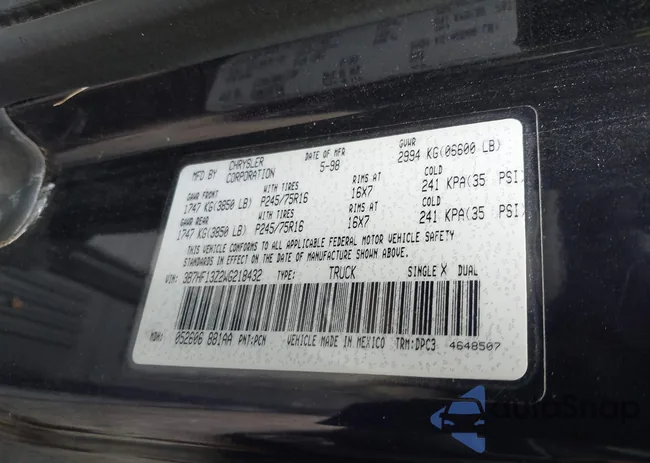 MFD BY CHRYSLER CORPORATION DATE OF MFR 5-98 GVWR 2994 KG(06600 LB)
GAWR FRONT WITH TIRES RIMS AT COLD
1747 KG(3850 LB) P245/75R16 16X7 241 KPA(35 PSI)
GAWR REAR WITH TIRES RIMS AT COLD
1747 KG(3850 LB) P245/75R16 16X7 241 KPA(35 PSI)
THIS VEHICLE CONFORMS TO ALL APPLICABLE FEDERAL MOTOR VEHICLE SAFETY
STANDARDS IN EFFECT ON THE DATE OF MANUFACTURE SHOWN ABOVE.
VIN: 3B7HF13Z2WG218432 TYPE: TRUCK SINGLE X DUAL
MDH: 052606 881AA PNT:PCN VEHICLE MADE IN MEXICO TRM:DPC3 4648507
autoSnap